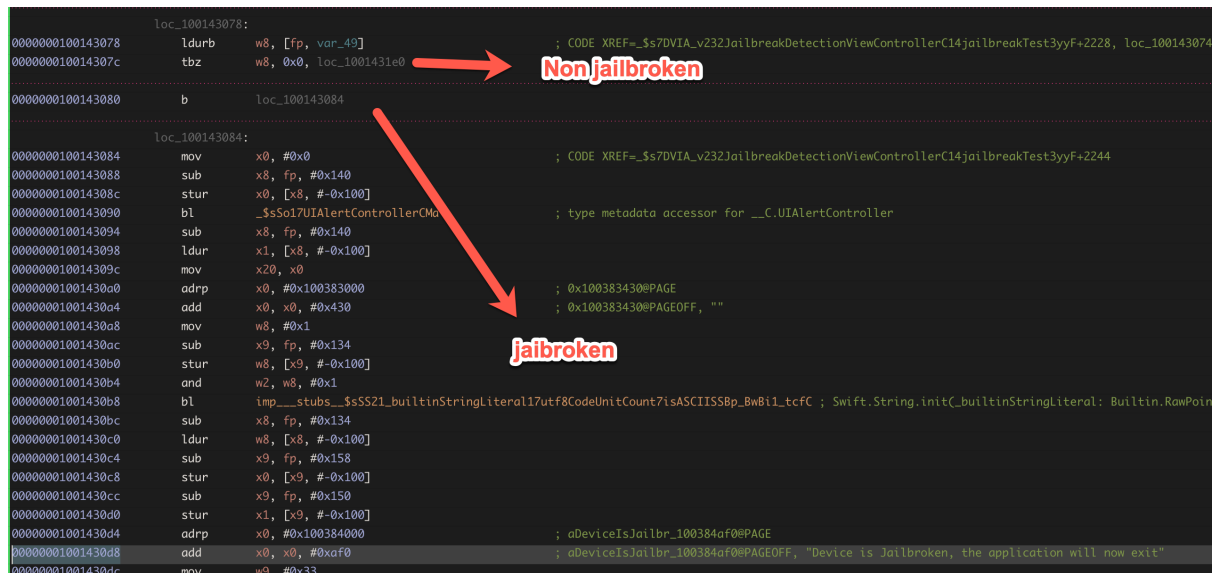 loc_100143078:
0000000100143078 ldurb w8, [fp, var_49] ; CODE XREF=_$s7DVIA_v232JailbreakDetectionViewControllerC14jailbreakTest3yyF+2228, loc_100143074
000000010014307c tbz w8, 0x0, loc_1001431e0 Non jailbroken
0000000100143080 b loc_100143084
loc_100143084:
0000000100143084 mov x0, #0x0 ; CODE XREF=_$s7DVIA_v232JailbreakDetectionViewControllerC14jailbreakTest3yyF+2244
0000000100143088 sub x8, fp, #0x140
000000010014308c stur x0, [x8, #-0x100]
0000000100143090 bl _$sSo17UIAlertControllerCMa ; type metadata accessor for __C.UIAlertController
0000000100143094 sub x8, fp, #0x140
0000000100143098 ldur x1, [x8, #-0x100]
000000010014309c mov x20, x0
00000001001430a0 adrp x0, #0x100383000 ; 0x100383430@PAGE
00000001001430a4 add x0, x0, #0x430 ; 0x100383430@PAGEOFF, ""
00000001001430a8 mov w8, #0x1
00000001001430ac sub x9, fp, #0x134
jaibroken
00000001001430b0 stur w8, [x9, #-0x100]
00000001001430b4 and w2, w8, #0x1
00000001001430b8 bl imp___stubs__$sSS21_builtinStringLiteral17utf8CodeUnitCount7isASCIISSBp_BwBi1_tcfC ; Swift.String.init(_builtinStringLiteral: Builtin.RawPoin
00000001001430bc sub x8, fp, #0x134
00000001001430c0 ldur w8, [x8, #-0x100]
00000001001430c4 sub x9, fp, #0x158
00000001001430c8 stur x0, [x9, #-0x100]
00000001001430cc sub x9, fp, #0x150
00000001001430d0 stur x1, [x9, #-0x100]
00000001001430d4 adrp x0, #0x100384000 ; aDeviceIsJailbr_100384af0@PAGE
00000001001430d8 add x0, x0, #0xaf0 ; aDeviceIsJailbr_100384af0@PAGEOFF, "Device is Jailbroken, the application will now exit"
00000001001430dc mov w9, #0x33